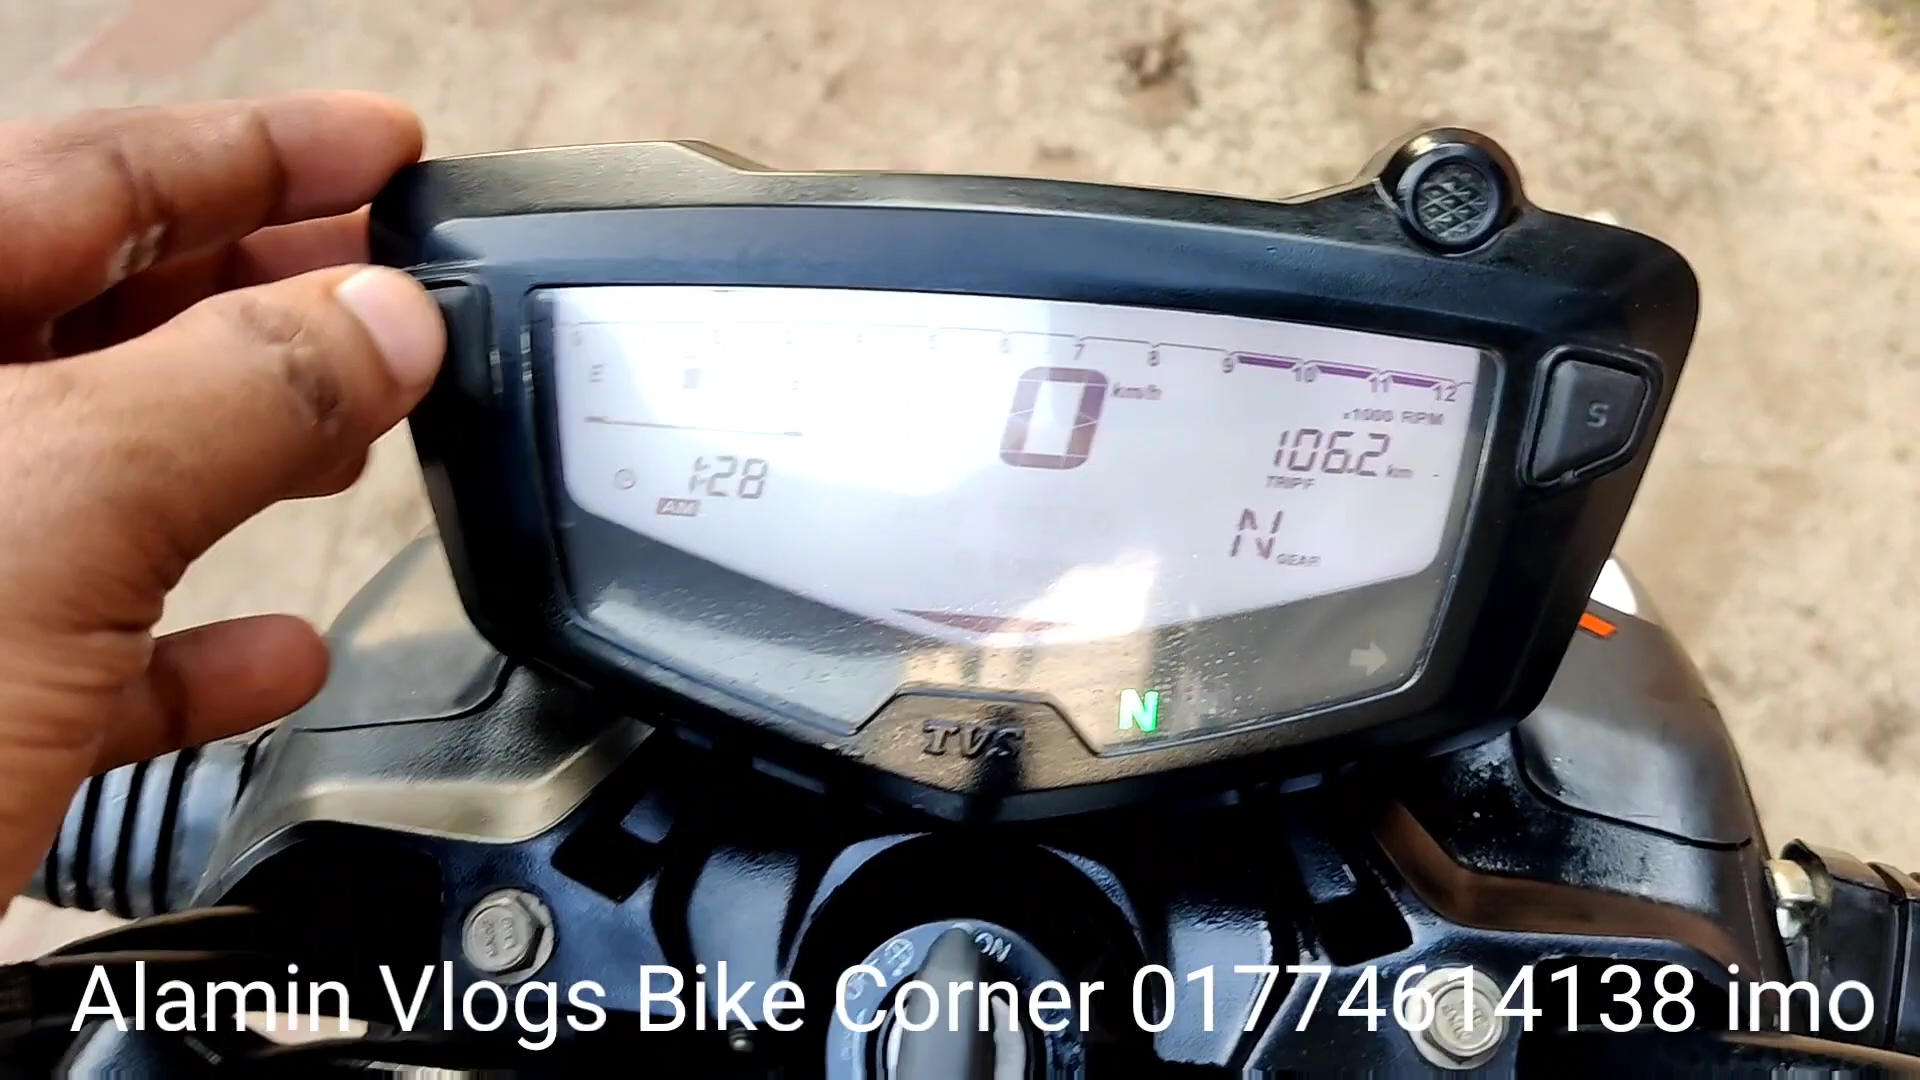 7 8 9 10 11 12
E
km/h
x1000 RPM
1:28
AM
0
106.2 km
TRIP F
N GEAR
S
N
TVS
ON
Alamin Vlogs Bike Corner 01774614138 imo